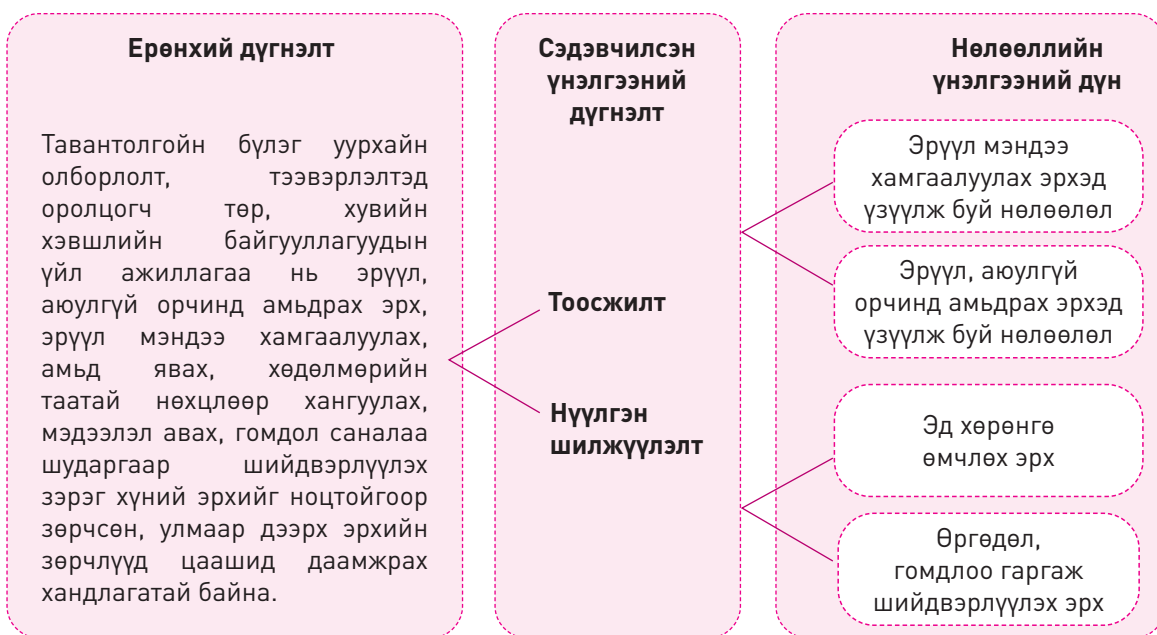 Ерөнхий дүгнэлт
Тавантолгойн бүлэг уурхайн
олборлолт, тээвэрлэлтэд
оролцогч төр, хувийн
хэвшлийн байгууллагуудын
үйл ажиллагаа нь эрүүл,
аюулгүй орчинд амьдрах эрх,
эрүүл мэндээ хамгаалуулах,
амьд явах, хөдөлмөрийн
таатай нөхцлөөр хангуулах,
мэдээлэл авах, гомдол саналаа
шударгаар шийдвэрлүүлэх
зэрэг хүний эрхийг ноцтойгоор
зөрчсөн, улмаар дээрх эрхийн
зөрчлүүд цаашид даамжрах
хандлагатай байна.
Сэдэвчилсэн
үнэлгээний
дүгнэлт
Тоосжилт
Нүүлгэн
шилжүүлэлт
Нөлөөллийн
үнэлгээний дүн
Эрүүл мэндээ
хамгаалуулах эрхэд
үзүүлж буй нөлөөлөл
Эрүүл, аюулгүй
орчинд амьдрах эрхэд
үзүүлж буй нөлөөлөл
Эд хөрөнгө
өмчлөх эрх
Өргөдөл,
гомдлоо гаргаж
шийдвэрлүүлэх эрх